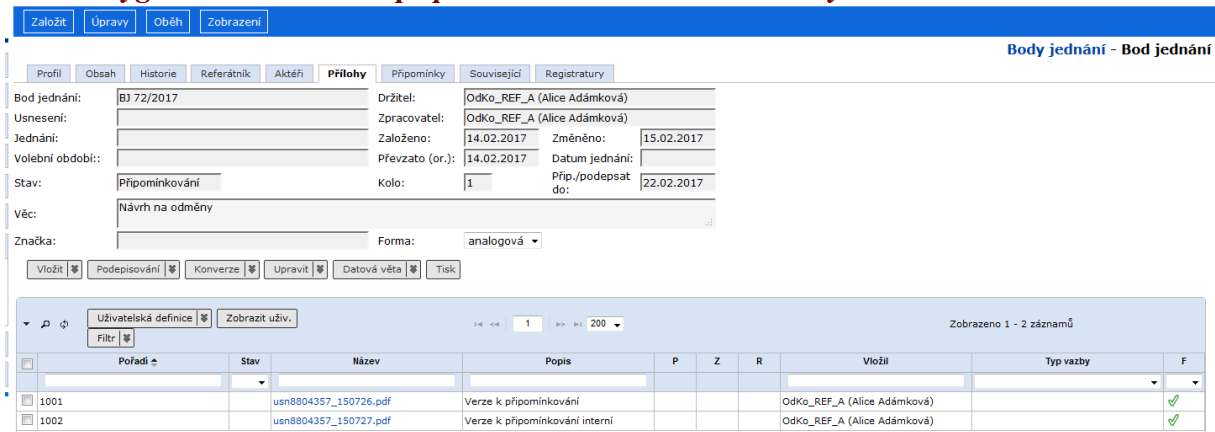 Založit Úpravy Oběh Zobrazení
Body jednání - Bod jednání
Profil Obsah Historie Referátník Aktéři Přílohy Připomínky Související Registratury
Bod jednání: BJ 72/2017 Držitel: OdKo_REF_A (Alice Adámková)
Usnesení: Zpracovatel: OdKo_REF_A (Alice Adámková)
Jednání: Založeno: 14.02.2017 Změněno: 15.02.2017
Volební období:: Převzato (or.): 14.02.2017 Datum jednání:
Stav: Připomínkování Kolo: 1 Přip./podepsat do: 22.02.2017
Věc: Návrh na odměny
Značka: Forma: analogová
Vložit Podepisování Konverze Upravit Datová věta Tisk
Uživatelská definice Zobrazit uživ. 1 200 Zobrazeno 1 - 2 záznamů
Filtr
Pořadí Stav Název Popis P Z R Vložil Typ vazby F
1001 usn8804357_150726.pdf Verze k připomínkování OdKo_REF_A (Alice Adámková)
1002 usn8804357_150727.pdf Verze k připomínkování interní OdKo_REF_A (Alice Adámková)